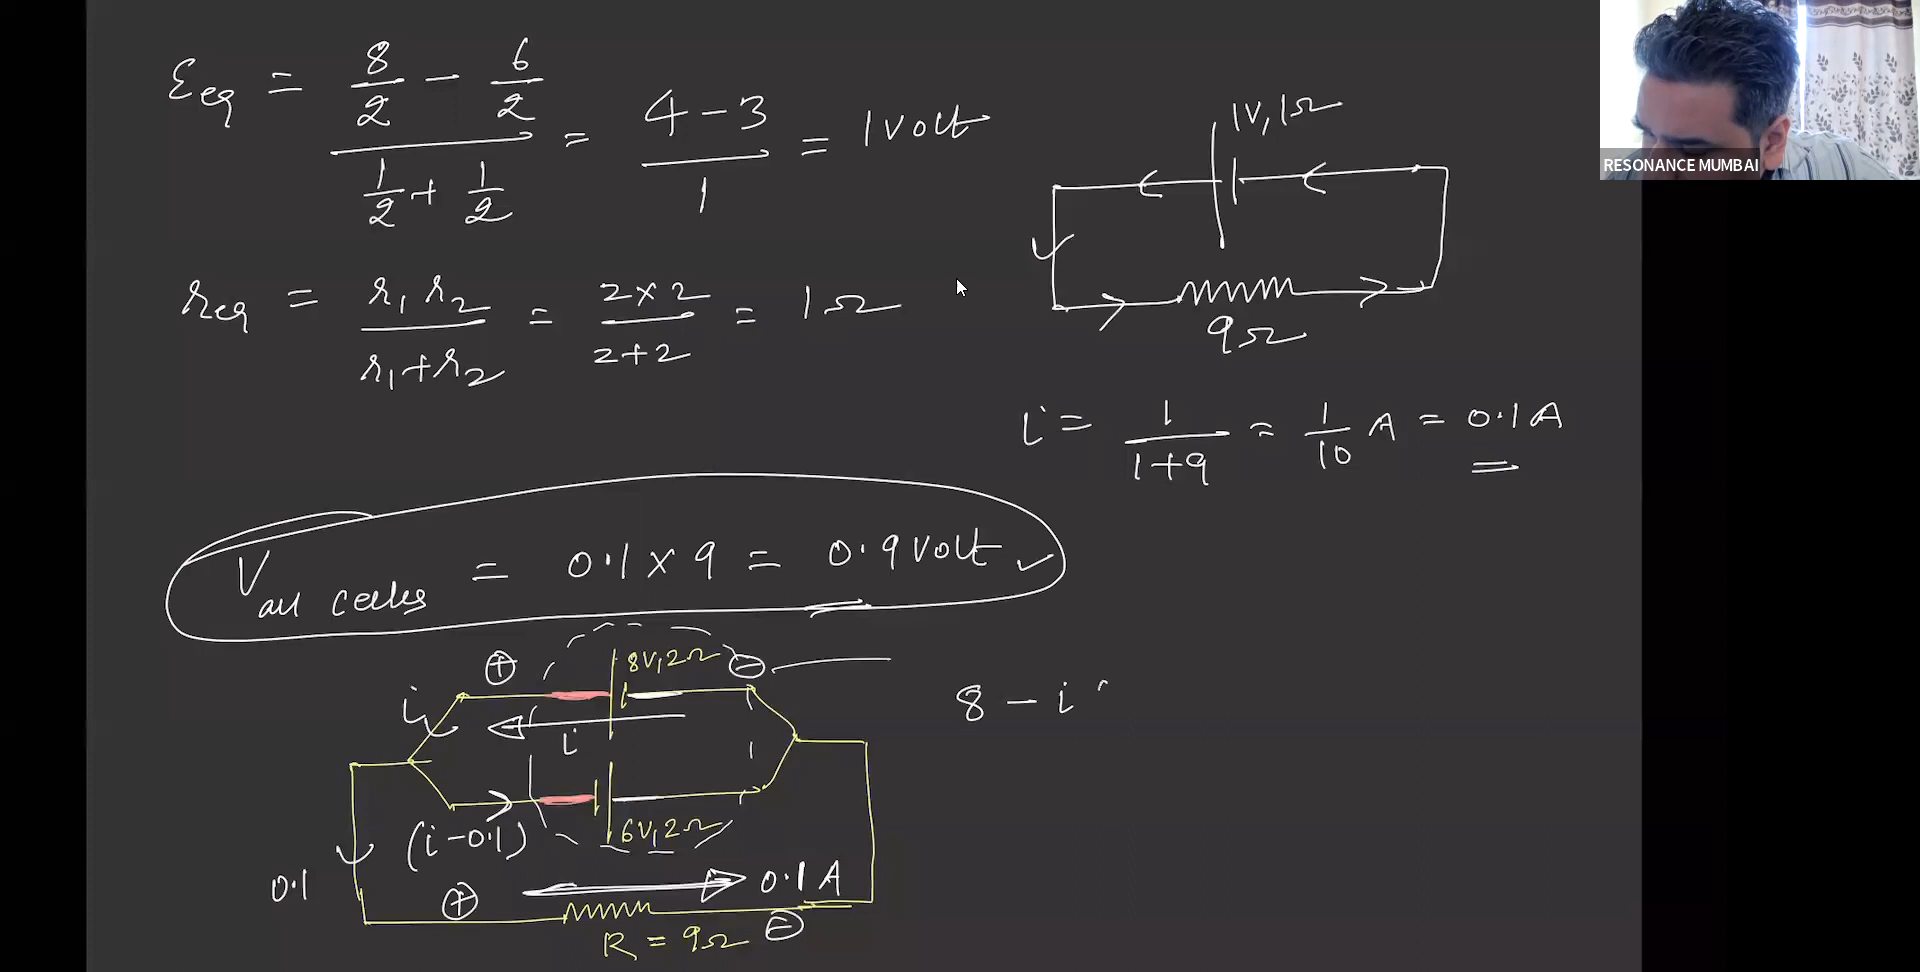 εeq = (8/2 - 6/2) / (1/2 + 1/2) = (4-3)/1 = 1 volt
1V, 1Ω
RESONANCE MUMBAI
req = r1 r2 / (r1+r2) = (2×2)/(2+2) = 1Ω
9Ω
i = 1/(1+9) = 1/10 A = 0.1A
V all cells = 0.1 × 9 = 0.9 volt ✓
+ 8V, 2Ω -
i
i
8 - i
(i-0.1) 6V, 2Ω
0.1
+ 0.1 A
R = 9Ω -